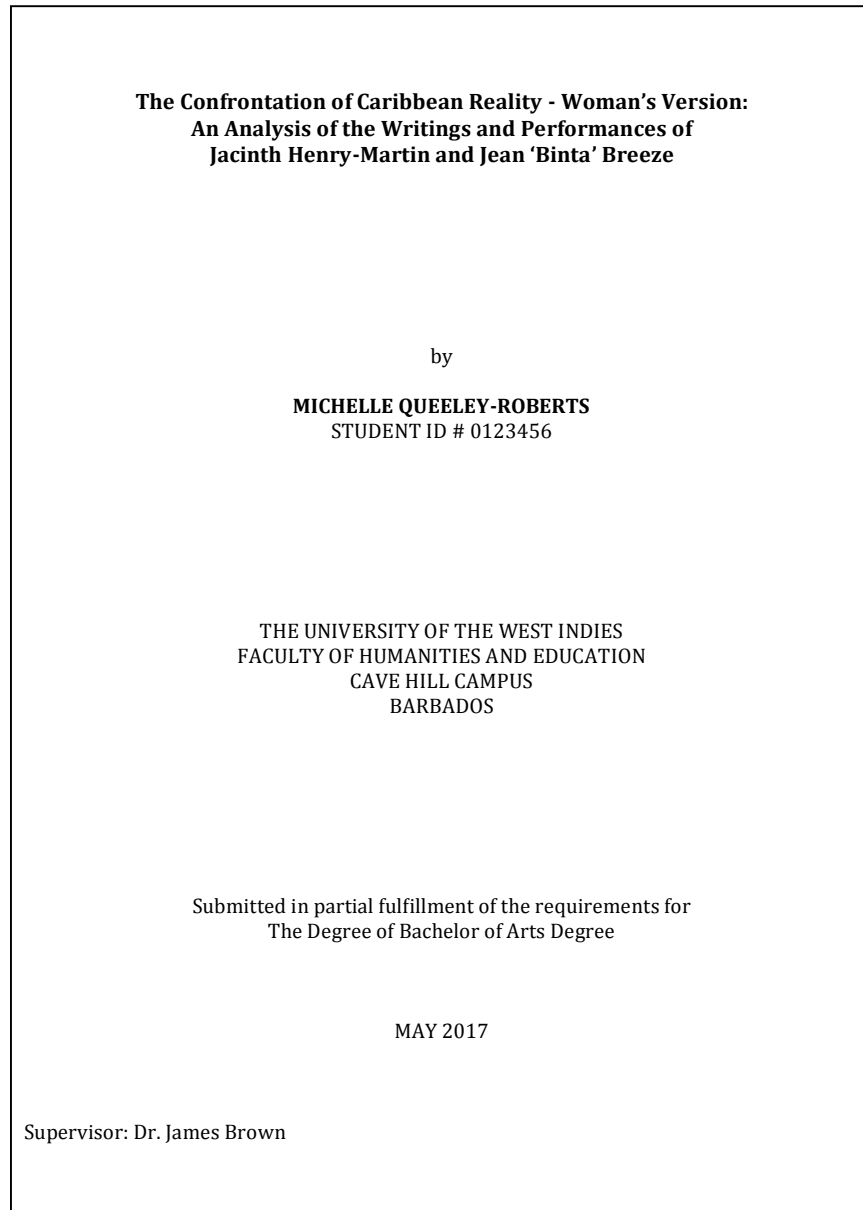 The Confrontation of Caribbean Reality - Woman’s Version:
An Analysis of the Writings and Performances of
Jacinth Henry-Martin and Jean ‘Binta’ Breeze
by
MICHELLE QUEELEY-ROBERTS
STUDENT ID # 0123456
THE UNIVERSITY OF THE WEST INDIES
FACULTY OF HUMANITIES AND EDUCATION
CAVE HILL CAMPUS
BARBADOS
Submitted in partial fulfillment of the requirements for
The Degree of Bachelor of Arts Degree
MAY 2017
Supervisor: Dr. James Brown